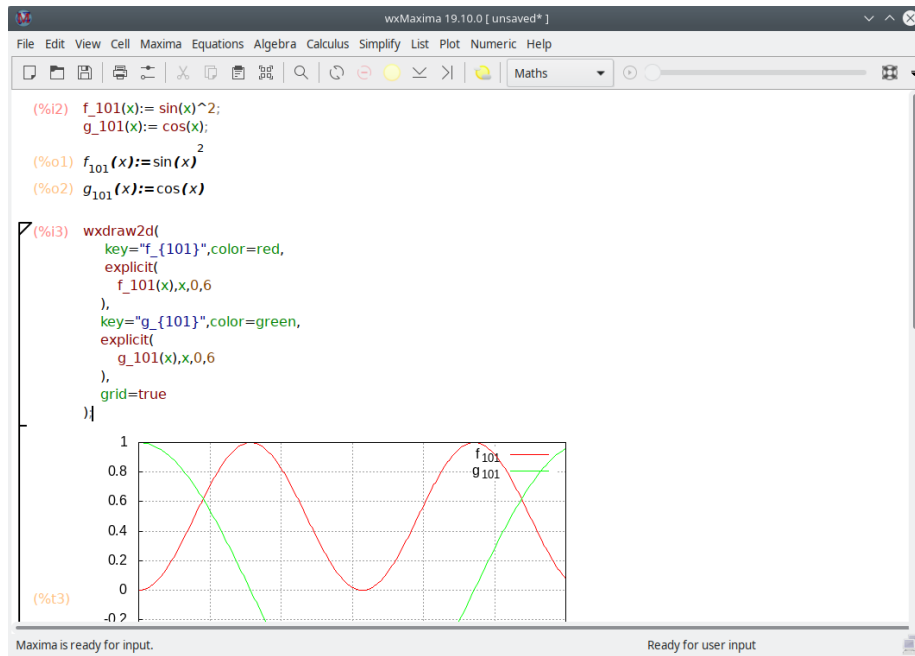 wxMaxima 19.10.0 [ unsaved* ]
File Edit View Cell Maxima Equations Algebra Calculus Simplify List Plot Numeric Help
Maths
(%i2) f_101(x):= sin(x)^2;
g_101(x):= cos(x);
(%o1) f₁₀₁(x):=sin(x)²
(%o2) g₁₀₁(x):=cos(x)
(%i3) wxdraw2d(
key="f_{101}",color=red,
explicit(
f_101(x),x,0,6
),
key="g_{101}",color=green,
explicit(
g_101(x),x,0,6
),
grid=true
);
1
f₁₀₁
g₁₀₁
0.8
0.6
0.4
0.2
0
(%t3)
-0.2
Maxima is ready for input. Ready for user input